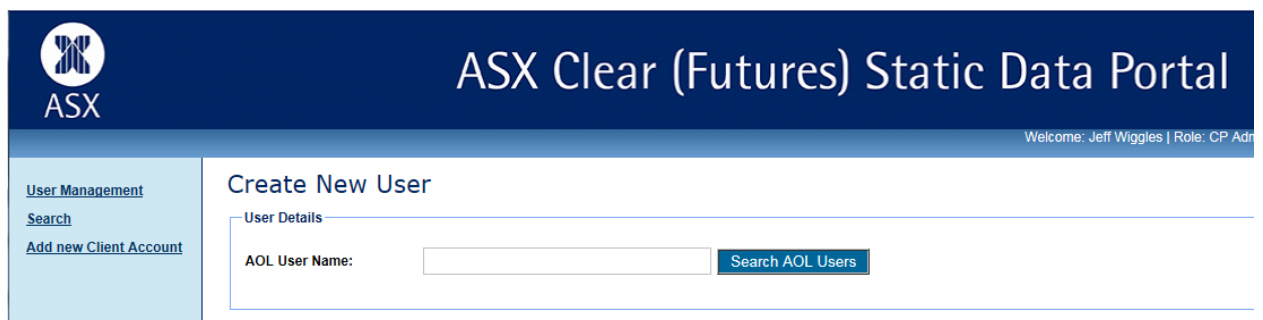 ASX
ASX Clear (Futures) Static Data Portal
Welcome: Jeff Wiggles | Role: CP
User Management
Search
Add new Client Account
Create New User
User Details
AOL User Name:
Search AOL Users